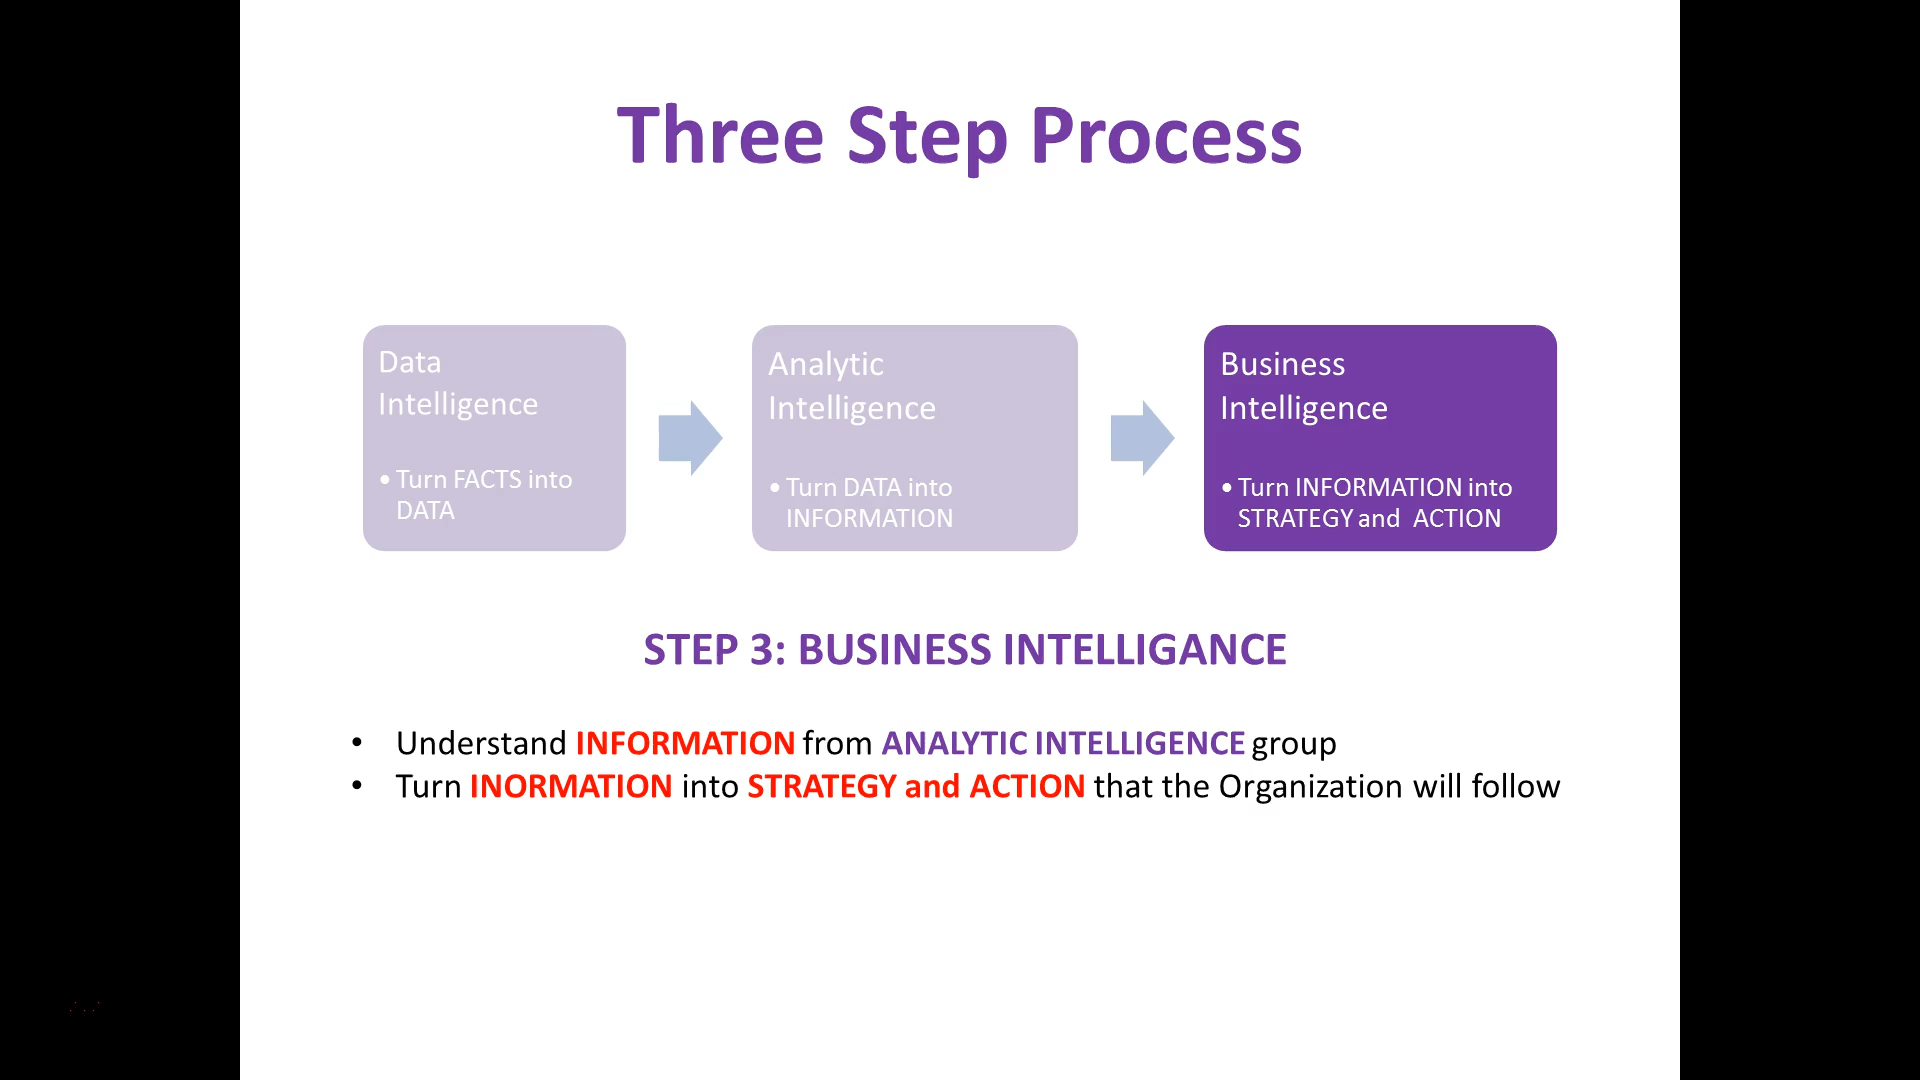 Three Step Process
Data
Intelligence
• Turn FACTS into
DATA
Analytic
Intelligence
• Turn DATA into
INFORMATION
Business
Intelligence
• Turn INFORMATION into
STRATEGY and ACTION
STEP 3: BUSINESS INTELLIGANCE
• Understand INFORMATION from ANALYTIC INTELLIGENCE group
• Turn INORMATION into STRATEGY and ACTION that the Organization will follow